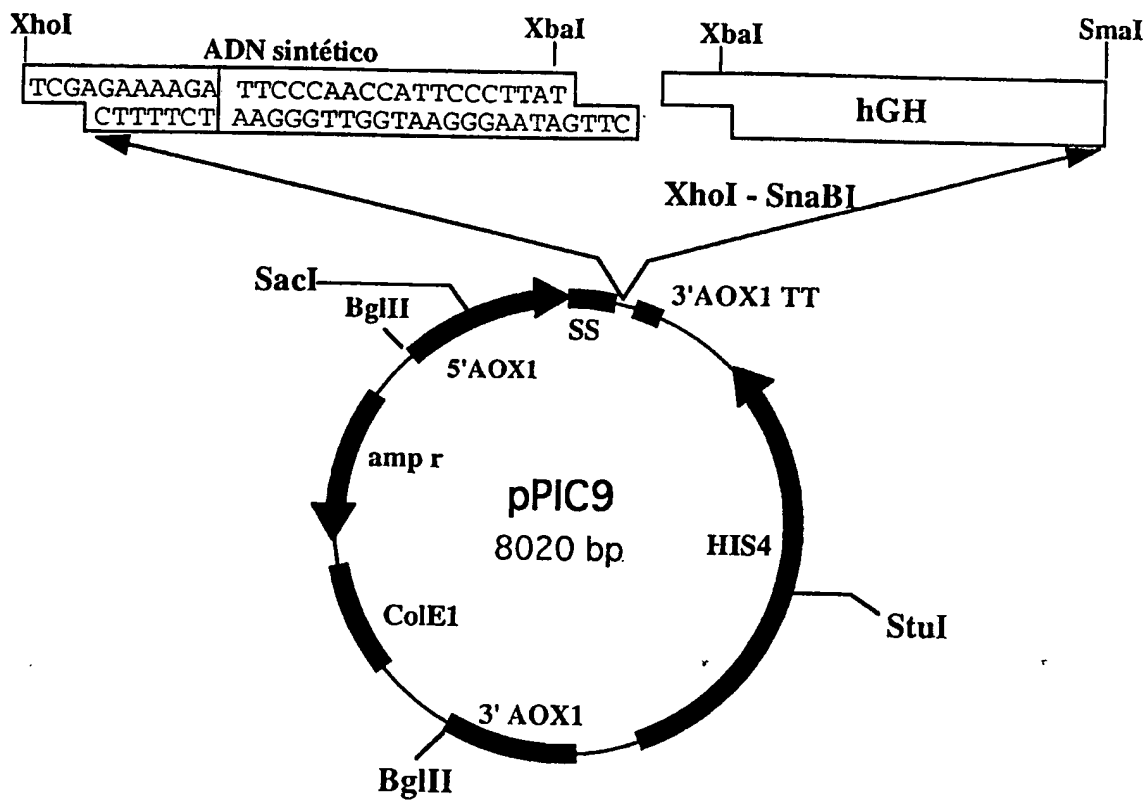 XhoI
XbaI
XbaI
SmaI
ADN sintético
TCGAGAAAAGA TTCCCAACCATTCCCTTAT
CTTTTCT AAGGGTTGGTAAGGGAATAGTTC
hGH
XhoI - SnaBI
SacI
BglII
SS
3'AOX1 TT
5'AOX1
amp r
pPIC9
8020 bp
HIS4
ColE1
StuI
3' AOX1
BglII